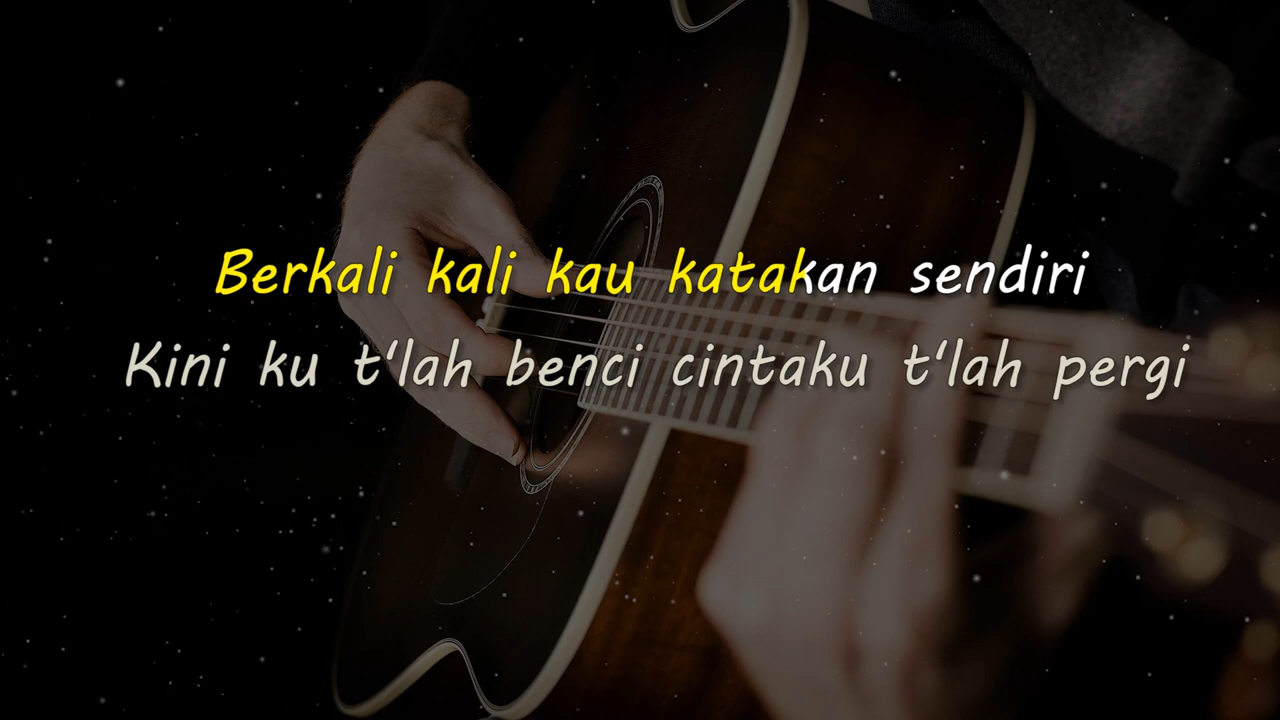 Berkali kali kau katakan sendiri
Kini ku t‘lah benci cintaku t‘lah pergi